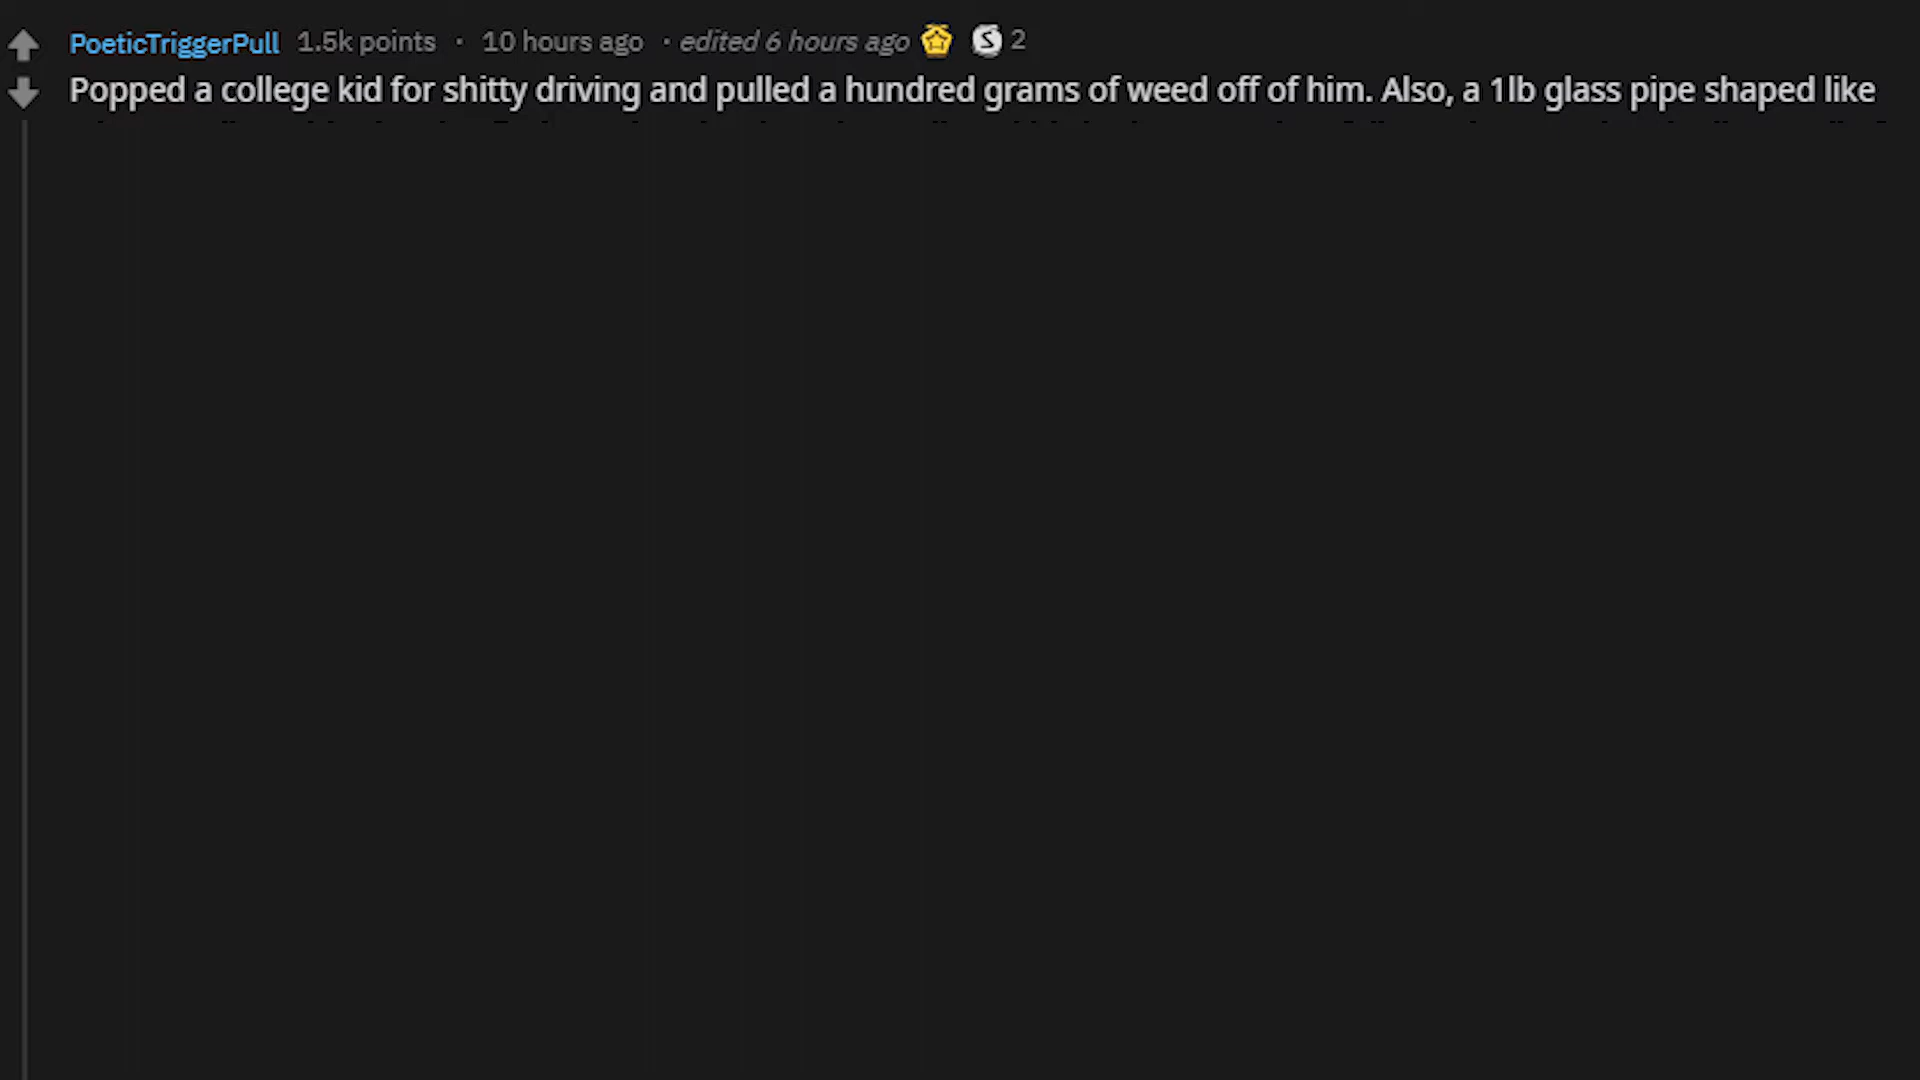 PoeticTriggerPull 1.5k points · 10 hours ago · edited 6 hours ago 2
Popped a college kid for shitty driving and pulled a hundred grams of weed off of him. Also, a 1lb glass pipe shaped like